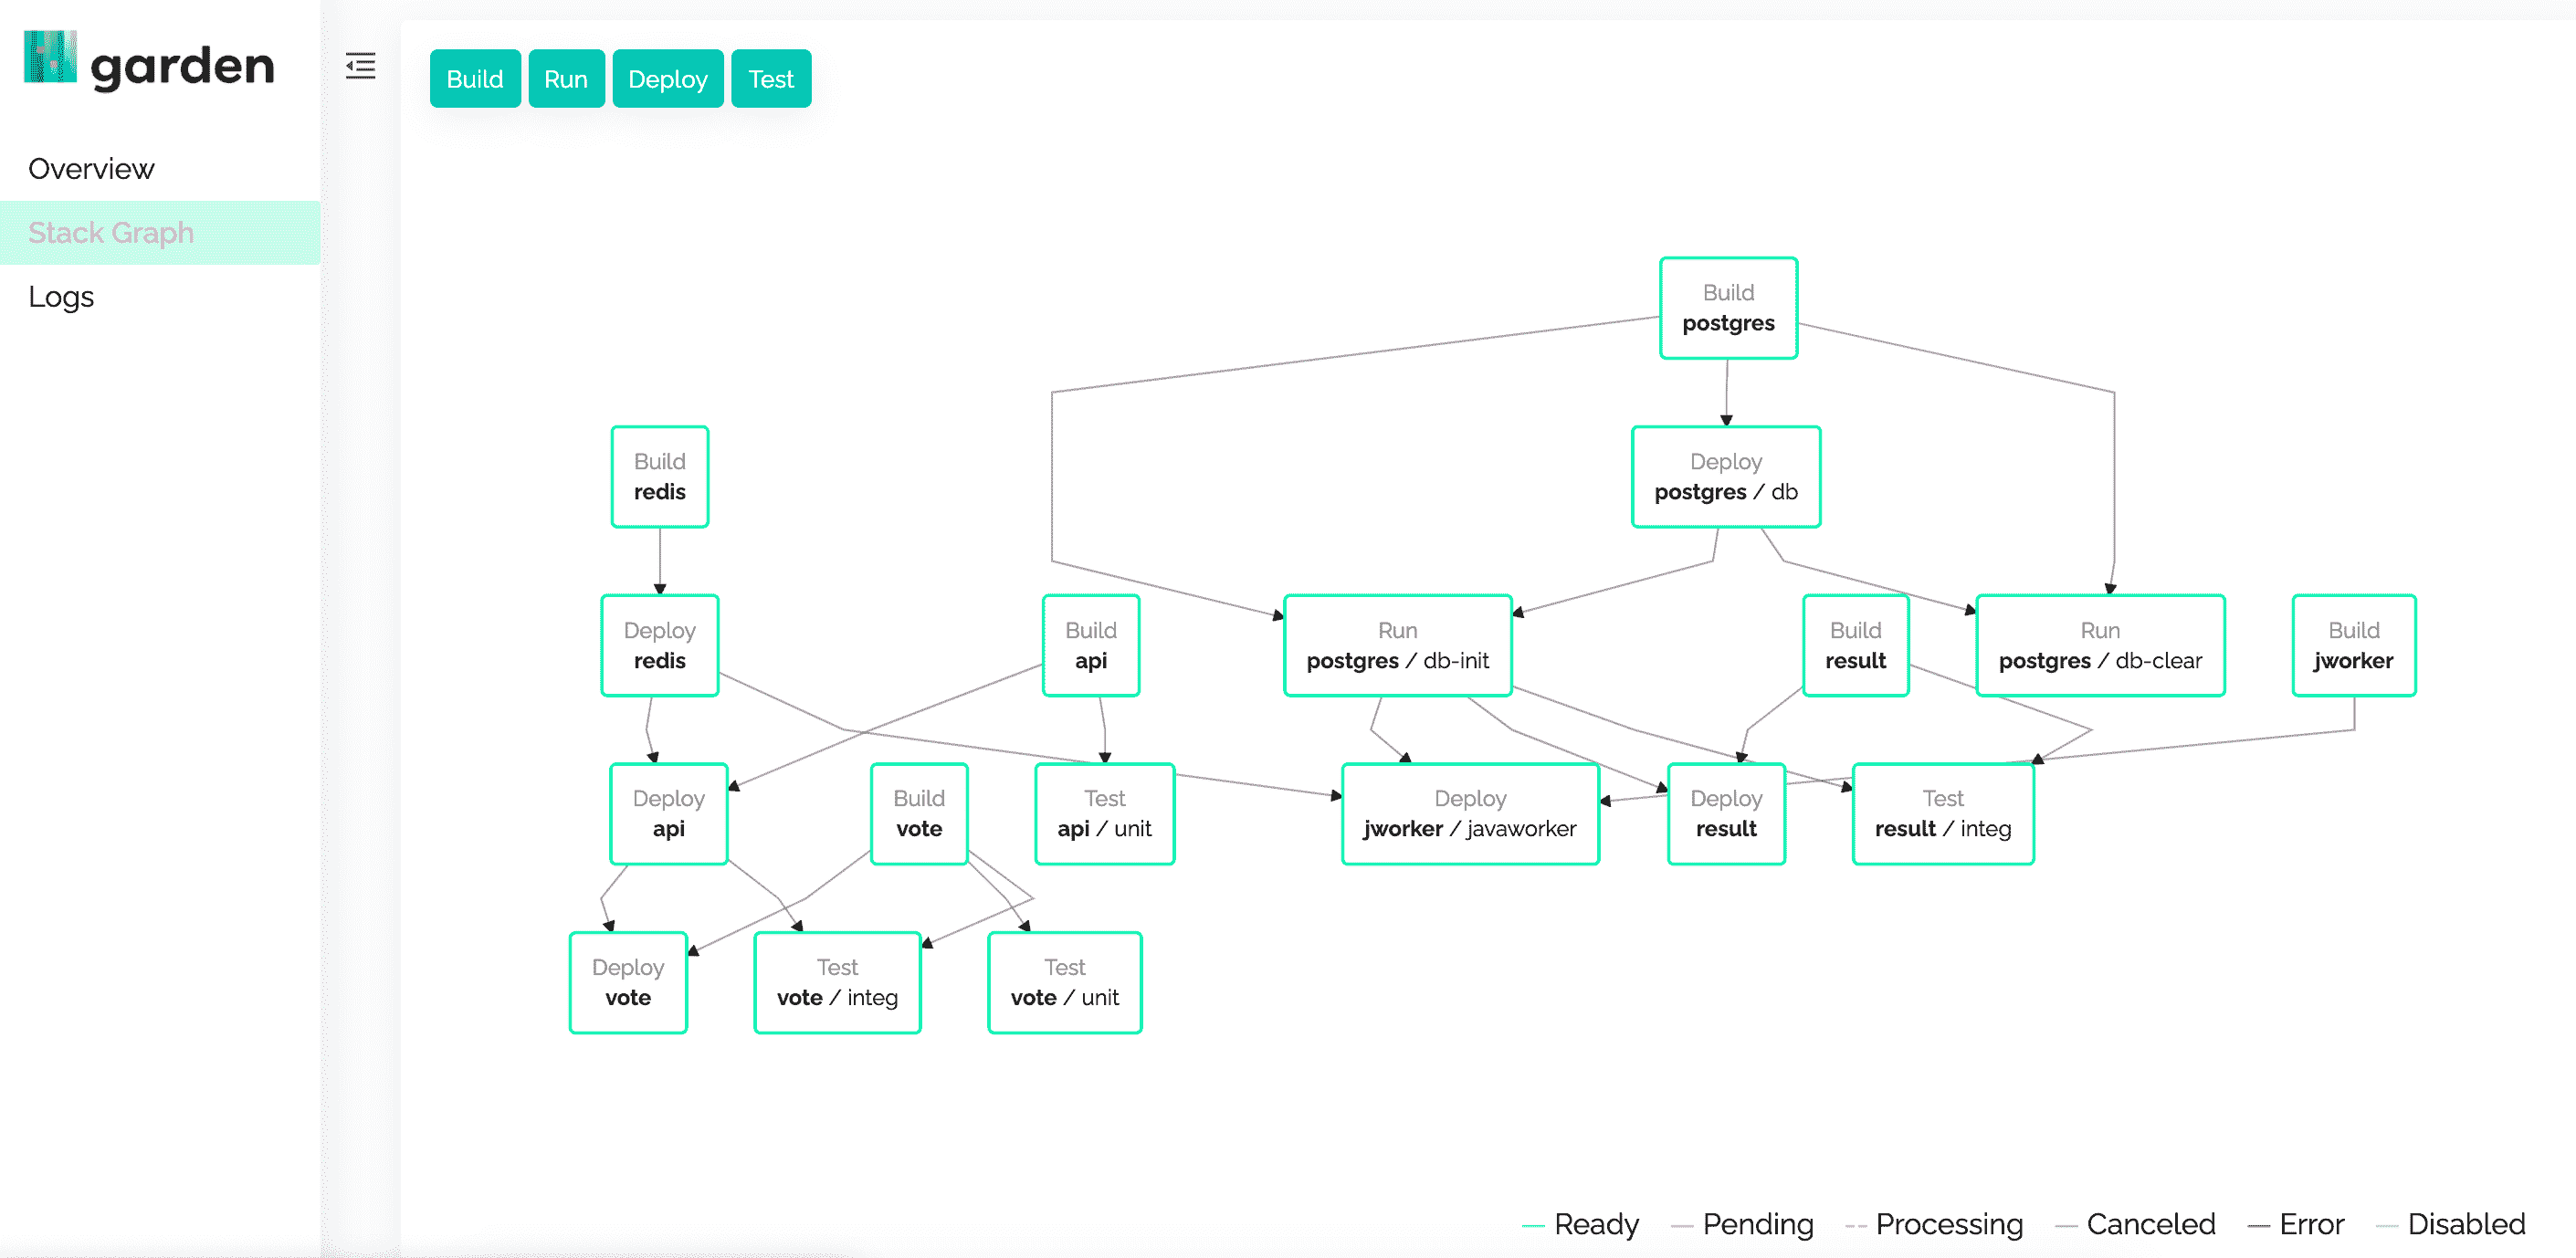 garden
Overview
Stack Graph
Logs
Build
Run
Deploy
Test
Build
postgres
Build
redis
Deploy
postgres / db
Deploy
redis
Build
api
Run
postgres / db-init
Build
result
Run
postgres / db-clear
Build
jworker
Deploy
api
Build
vote
Test
api / unit
Deploy
jworker / javaworker
Deploy
result
Test
result / integ
Deploy
vote
Test
vote / integ
Test
vote / unit
Ready
Pending
Processing
Canceled
Error
Disabled